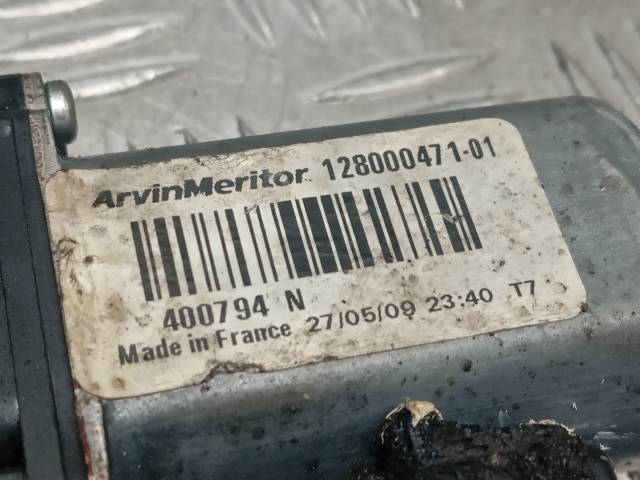 ArvinMeritor 128000471-01
400794 N
Made in France 27/05/09 23:40 T7